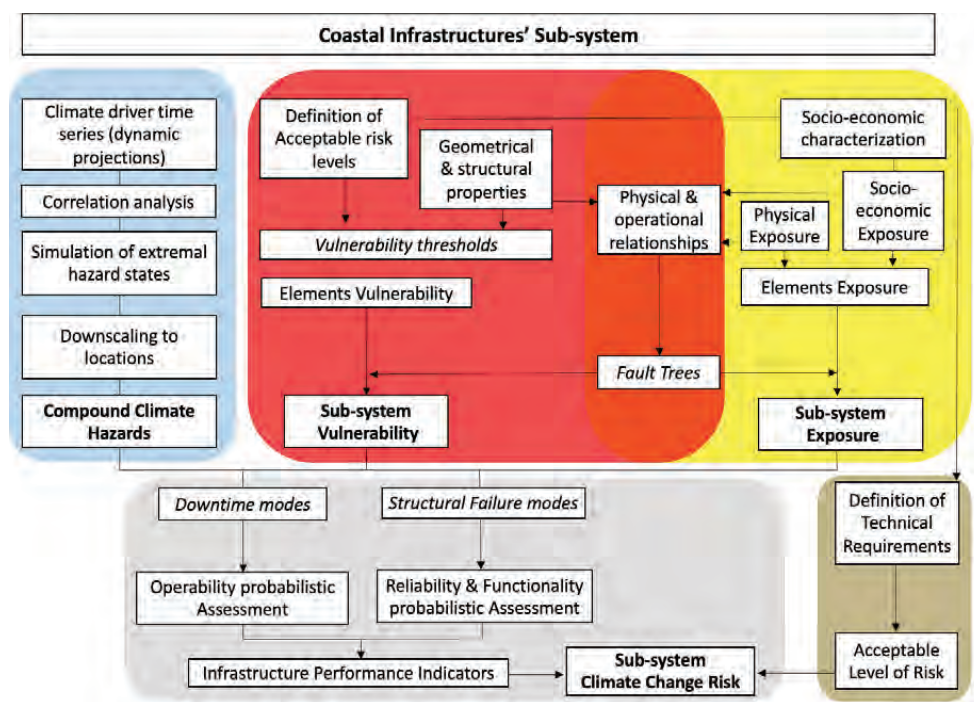 Coastal Infrastructures’ Sub-system
Climate driver time
series (dynamic
projections)
Correlation analysis
Simulation of extremal
hazard states
Downscaling to
locations
Compound Climate
Hazards
Definition of
Acceptable risk
levels
Geometrical
& structural
properties
Vulnerability thresholds
Elements Vulnerability
Sub-system
Vulnerability
Physical &
operational
relationships
Fault Trees
Socio-economic
characterization
Physical
Exposure
Socio-
economic
Exposure
Elements Exposure
Sub-system
Exposure
Downtime modes
Structural Failure modes
Operability probabilistic
Assessment
Reliability & Functionality
probabilistic Assessment
Infrastructure Performance Indicators
Sub-system
Climate Change Risk
Definition of
Technical
Requirements
Acceptable
Level of Risk